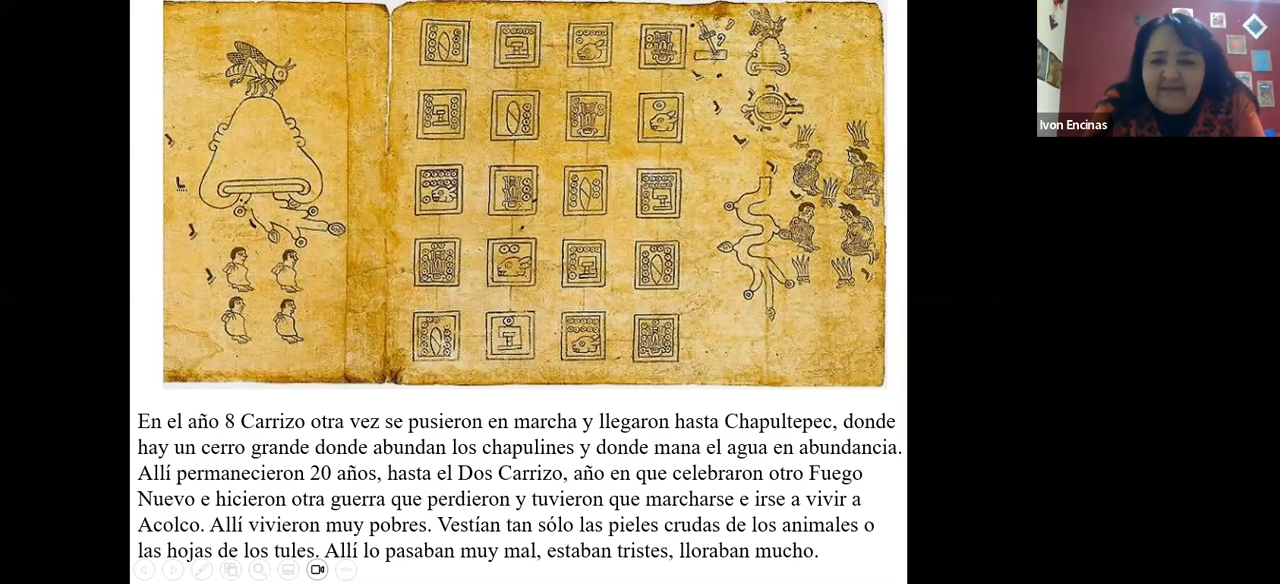 Ivon Encinas
En el año 8 Carrizo otra vez se pusieron en marcha y llegaron hasta Chapultepec, donde
hay un cerro grande donde abundan los chapulines y donde mana el agua en abundancia.
Allí permanecieron 20 años, hasta el Dos Carrizo, año en que celebraron otro Fuego
Nuevo e hicieron otra guerra que perdieron y tuvieron que marcharse e irse a vivir a
Acolco. Allí vivieron muy pobres. Vestían tan sólo las pieles crudas de los animales o
las hojas de los tules. Allí lo pasaban muy mal, estaban tristes, lloraban mucho.